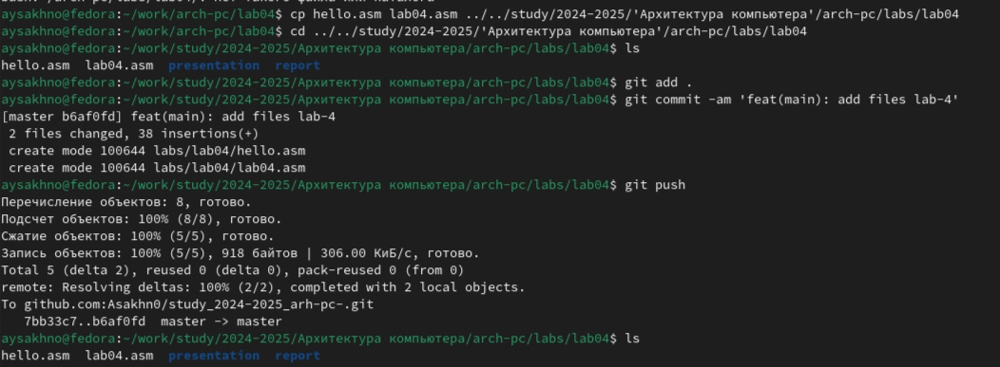 aysakhno@fedora:~/work/arch-pc/lab04$ cp hello.asm lab04.asm ../../study/2024-2025/'Архитектура компьютера'/arch-pc/labs/lab04
aysakhno@fedora:~/work/arch-pc/lab04$ cd ../../study/2024-2025/'Архитектура компьютера'/arch-pc/labs/lab04
aysakhno@fedora:~/work/study/2024-2025/Архитектура компьютера/arch-pc/labs/lab04$ ls
hello.asm  lab04.asm  presentation  report
aysakhno@fedora:~/work/study/2024-2025/Архитектура компьютера/arch-pc/labs/lab04$ git add .
aysakhno@fedora:~/work/study/2024-2025/Архитектура компьютера/arch-pc/labs/lab04$ git commit -am 'feat(main): add files lab-4'
[master b6af0fd] feat(main): add files lab-4
 2 files changed, 38 insertions(+)
 create mode 100644 labs/lab04/hello.asm
 create mode 100644 labs/lab04/lab04.asm
aysakhno@fedora:~/work/study/2024-2025/Архитектура компьютера/arch-pc/labs/lab04$ git push
Перечисление объектов: 8, готово.
Подсчет объектов: 100% (8/8), готово.
Сжатие объектов: 100% (5/5), готово.
Запись объектов: 100% (5/5), 918 байтов | 306.00 КиБ/с, готово.
Total 5 (delta 2), reused 0 (delta 0), pack-reused 0 (from 0)
remote: Resolving deltas: 100% (2/2), completed with 2 local objects.
To github.com:Asakhn0/study_2024-2025_arh-pc-.git
   7bb33c7..b6af0fd  master -> master
aysakhno@fedora:~/work/study/2024-2025/Архитектура компьютера/arch-pc/labs/lab04$ ls
hello.asm  lab04.asm  presentation  report